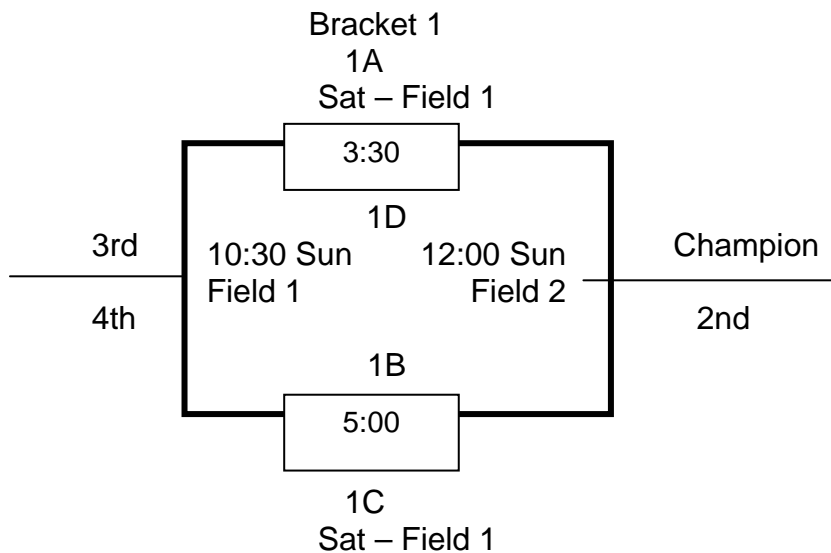 Bracket 1
1A
Sat – Field 1
3:30
1D
3rd
4th
10:30 Sun
Field 1
12:00 Sun
Field 2
Champion
2nd
1B
5:00
1C
Sat – Field 1